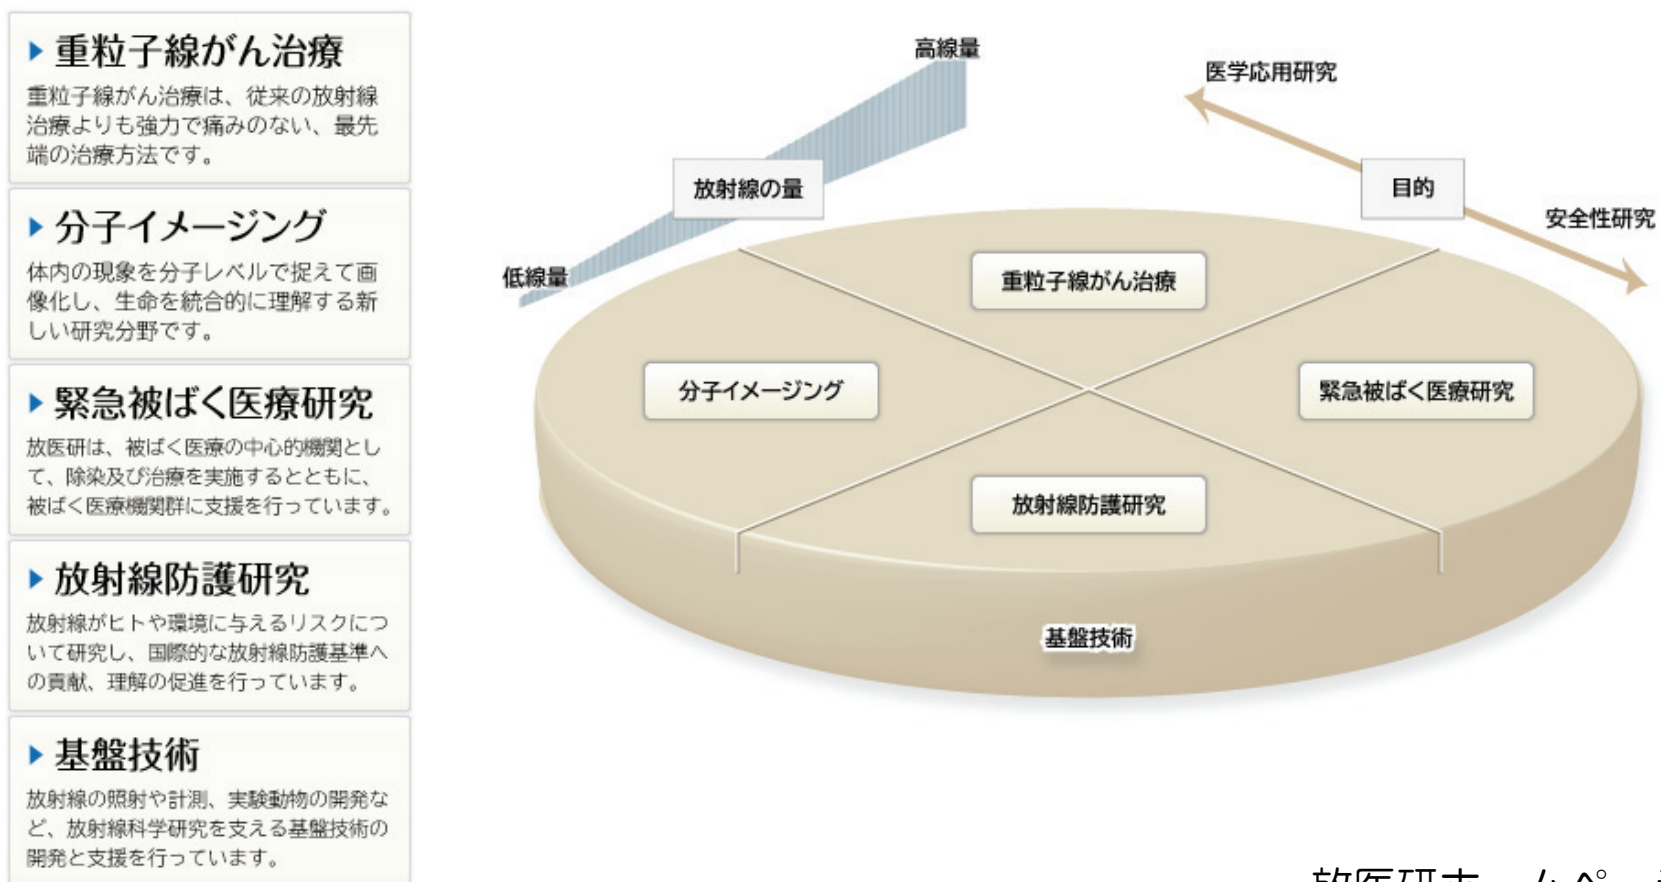 重粒子線がん治療
重粒子線がん治療は、従来の放射線
治療よりも強力で痛みのない、最先
端の治療方法です。
分子イメージング
体内の現象を分子レベルで捉えて画
像化し、生命を統合的に理解する新
しい研究分野です。
緊急被ばく医療研究
放医研は、被ばく医療の中心的機関とし
て、除染及び治療を実施するとともに、
被ばく医療機関群に支援を行っています。
放射線防護研究
放射線がヒトや環境に与えるリスクにつ
いて研究し、国際的な放射線防護基準へ
の貢献、理解の促進を行っています。
基盤技術
放射線の照射や計測、実験動物の開発な
ど、放射線科学研究を支える基盤技術の
開発と支援を行っています。
高線量
放射線の量
低線量
医学応用研究
目的
安全性研究
重粒子線がん治療
分子イメージング
緊急被ばく医療研究
放射線防護研究
基盤技術